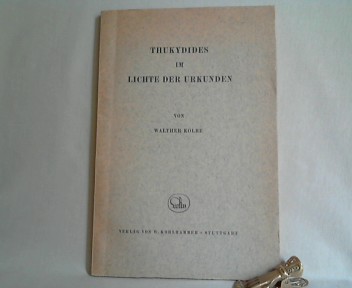 THUKYDIDES
IM
LICHTE DER URKUNDEN
VON
WALTHER KOLBE
VERLAG VON W. KOHLHAMMER · STUTTGART